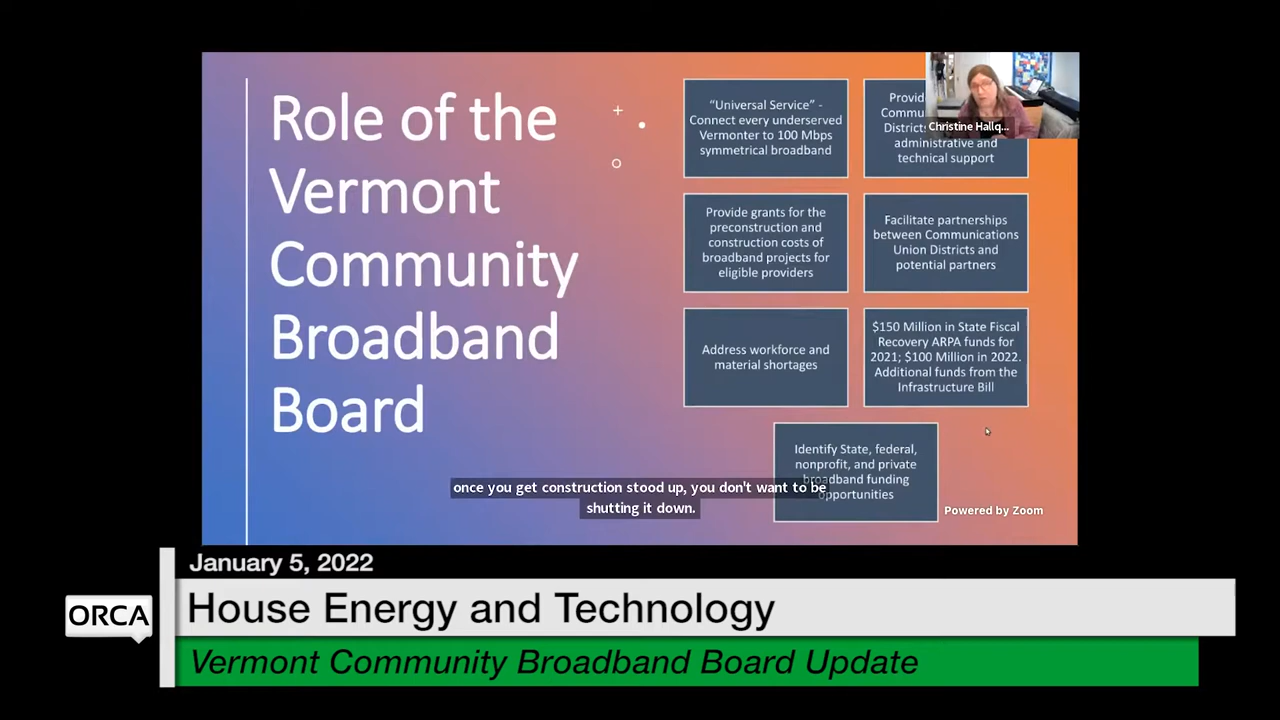 Role of the
Vermont
Community
Broadband
Board
"Universal Service" -
Connect every underserved
Vermonter to 100 Mbps
symmetrical broadband
Commu
District
administrative and
technical support
Christine Hallq...
Provide grants for the
preconstruction and
construction costs of
broadband projects for
eligible providers
Facilitate partnerships
between Communications
Union Districts and
potential partners
Address workforce and
material shortages
$150 Million in State Fiscal
Recovery ARPA funds for
2021; $100 Million in 2022.
Additional funds from the
Infrastructure Bill
Identify State, federal,
nonprofit, and private
broadband funding
opportunities
once you get construction stood up, you don't want to be
shutting it down.
Powered by Zoom
January 5, 2022
ORCA
House Energy and Technology
Vermont Community Broadband Board Update